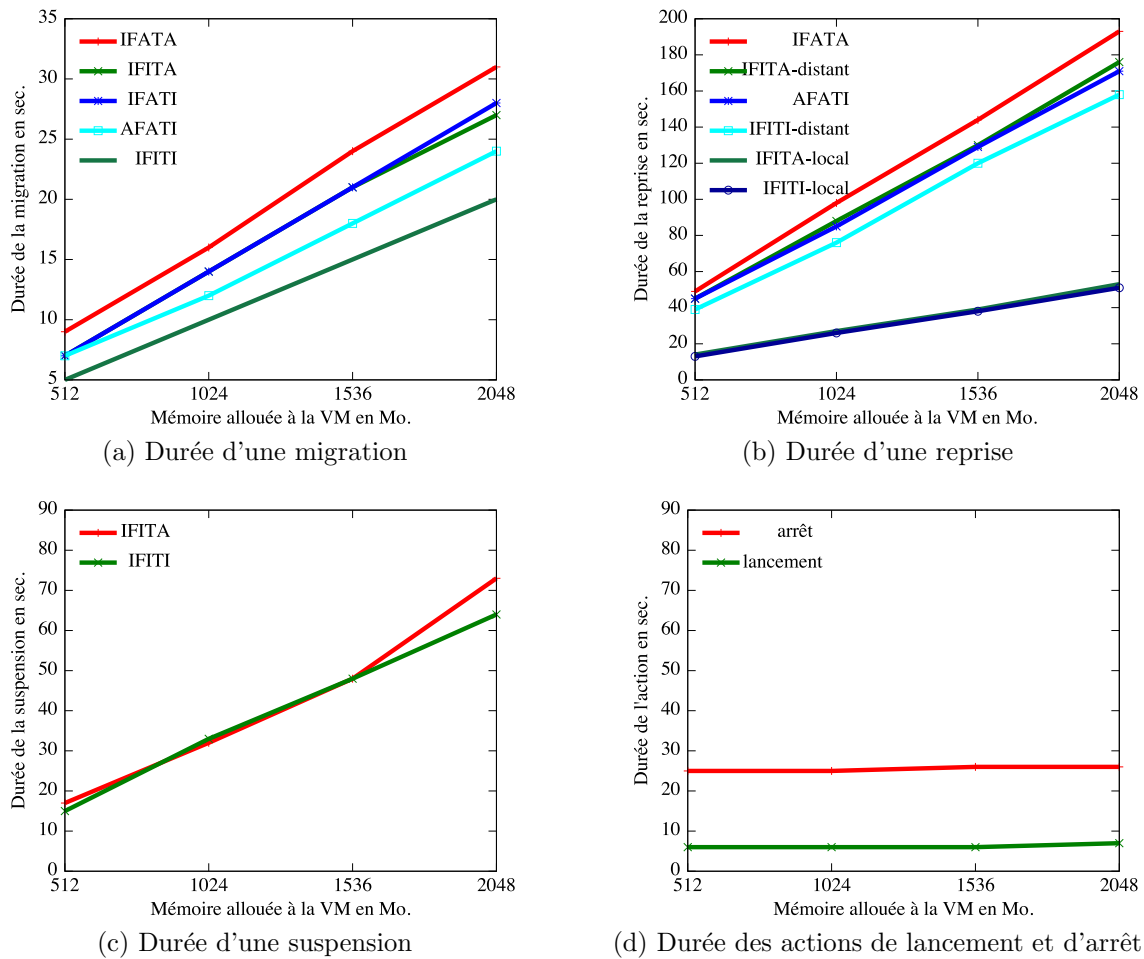 35
30
25
20
15
10
5
Durée de la migration en sec.
IFATA
IFITA
IFATI
AFATI
IFITI
512
1024
1536
2048
Mémoire allouée à la VM en Mo.
(a) Durée d'une migration
200
180
160
140
120
100
80
60
40
20
0
Durée de la reprise en sec.
IFATA
IFITA-distant
AFATI
IFITI-distant
IFITA-local
IFITI-local
512
1024
1536
2048
Mémoire allouée à la VM en Mo.
(b) Durée d'une reprise
90
80
70
60
50
40
30
20
10
0
Durée de la suspension en sec.
IFITA
IFITI
512
1024
1536
2048
Mémoire allouée à la VM en Mo.
(c) Durée d'une suspension
90
80
70
60
50
40
30
20
10
0
Durée de l'action en sec.
arrêt
lancement
512
1024
1536
2048
Mémoire allouée à la VM en Mo.
(d) Durée des actions de lancement et d'arrêt